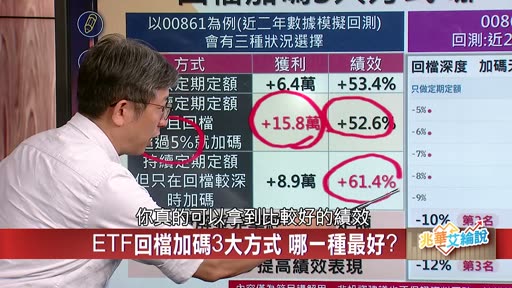 以00861為例(近二年數據模擬回測)
會有三種狀況選擇
方式 獲利 績效
定期定額 +6.4萬 +53.4%
定期定額
且回檔
超過5%就加碼 +15.8萬 +52.6%
持續定期定額
但只在回檔較深
時加碼 +8.9萬 +61.4%
提高績效表現
0086
回測:近2
回檔深度 加碼
只做定期定額
-5%
-6%
-7%
-8%
-9%
-10% 第2名
-12% 第3名
你真的可以拿到比較好的績效
ETF回檔加碼3大方式 哪一種最好?
兆華艾綸說